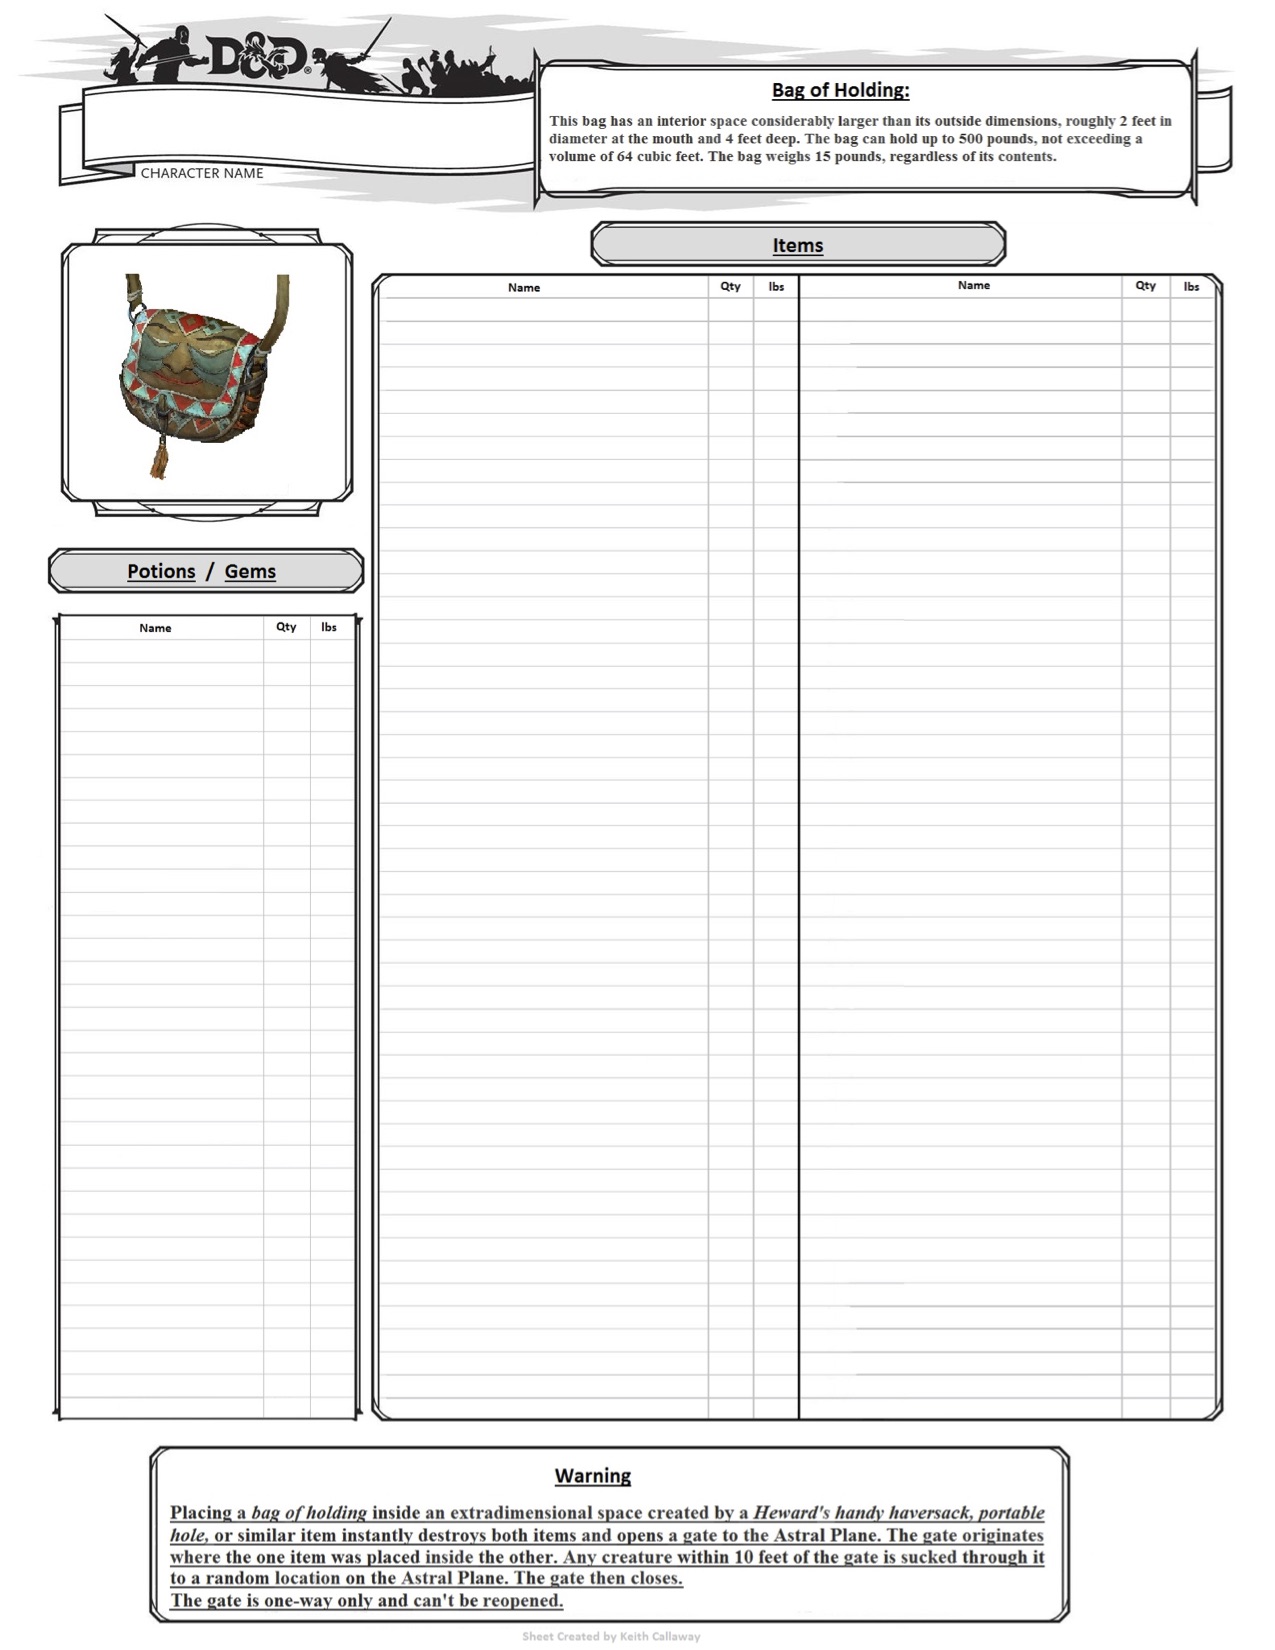 D&D®
CHARACTER NAME
Bag of Holding:
This bag has an interior space considerably larger than its outside dimensions, roughly 2 feet in
diameter at the mouth and 4 feet deep. The bag can hold up to 500 pounds, not exceeding a
volume of 64 cubic feet. The bag weighs 15 pounds, regardless of its contents.
Items
Name Qty lbs Name Qty lbs
Potions / Gems
Name Qty lbs
Warning
Placing a bag of holding inside an extradimensional space created by a Heward's handy haversack, portable
hole, or similar item instantly destroys both items and opens a gate to the Astral Plane. The gate originates
where the one item was placed inside the other. Any creature within 10 feet of the gate is sucked through it
to a random location on the Astral Plane. The gate then closes.
The gate is one-way only and can't be reopened.
Sheet Created by Keith Callaway